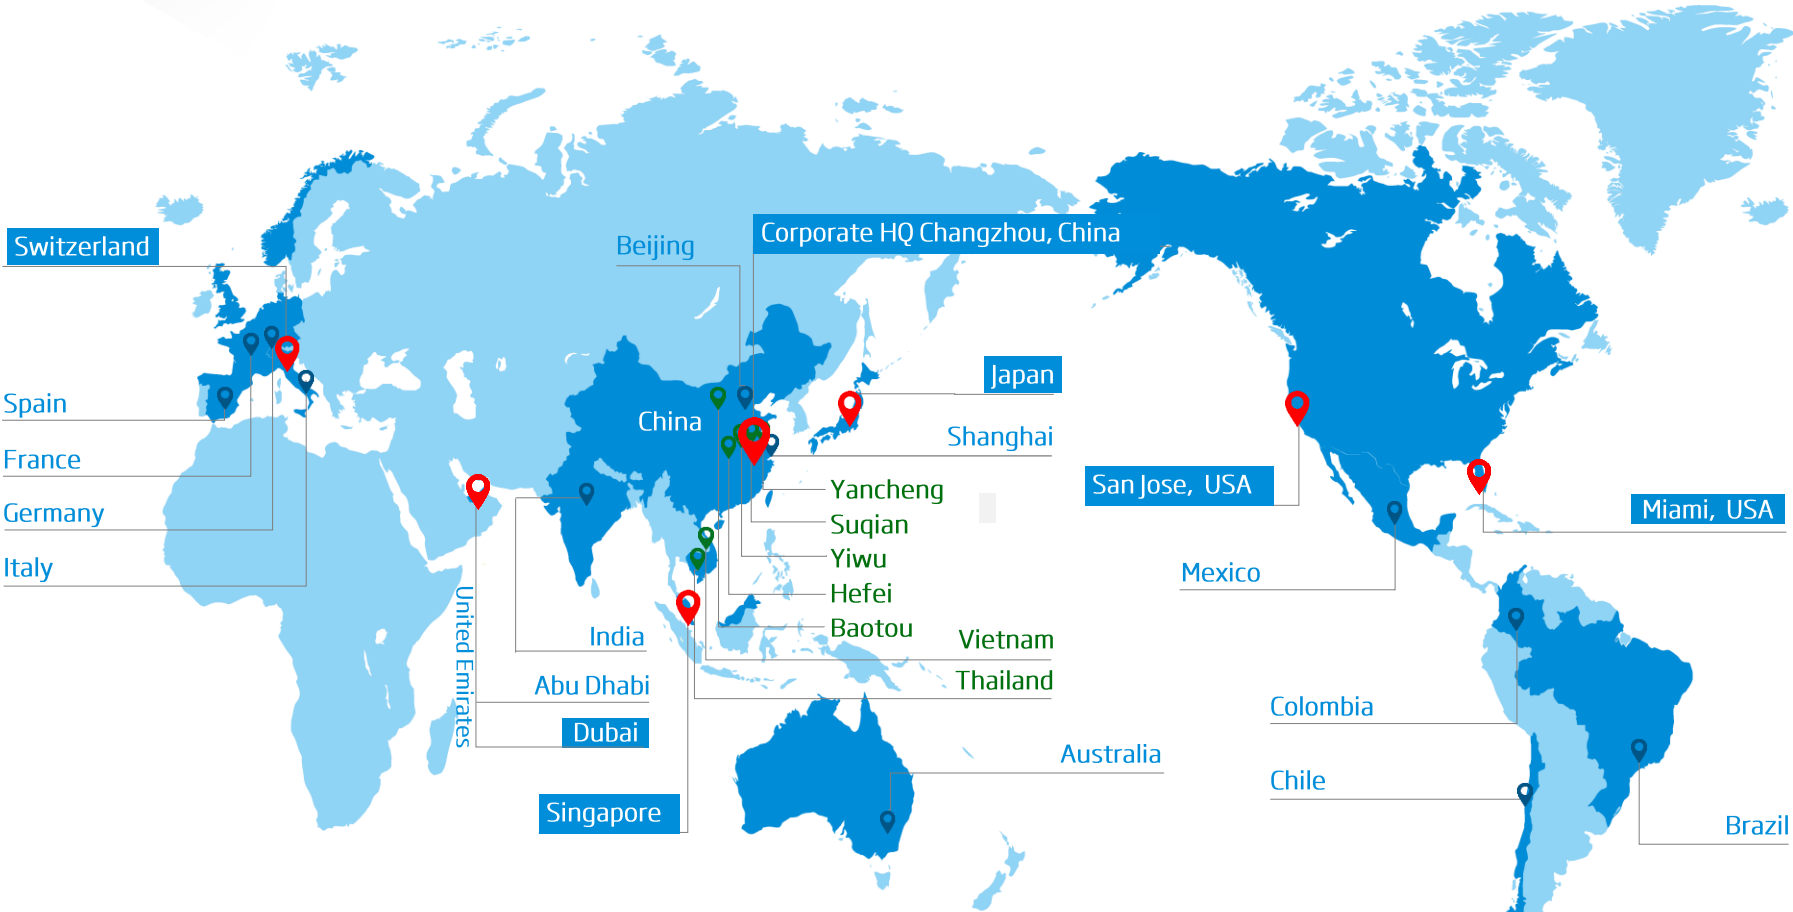 Corporate HQ Changzhou, China
Beijing
Switzerland
Japan
Spain
China
Shanghai
France
San Jose, USA
Yancheng
Miami, USA
Germany
Suqian
Yiwu
Italy
Mexico
Hefei
United Emirates
India
Baotou
Vietnam
Thailand
Abu Dhabi
Colombia
Dubai
Australia
Chile
Singapore
Brazil